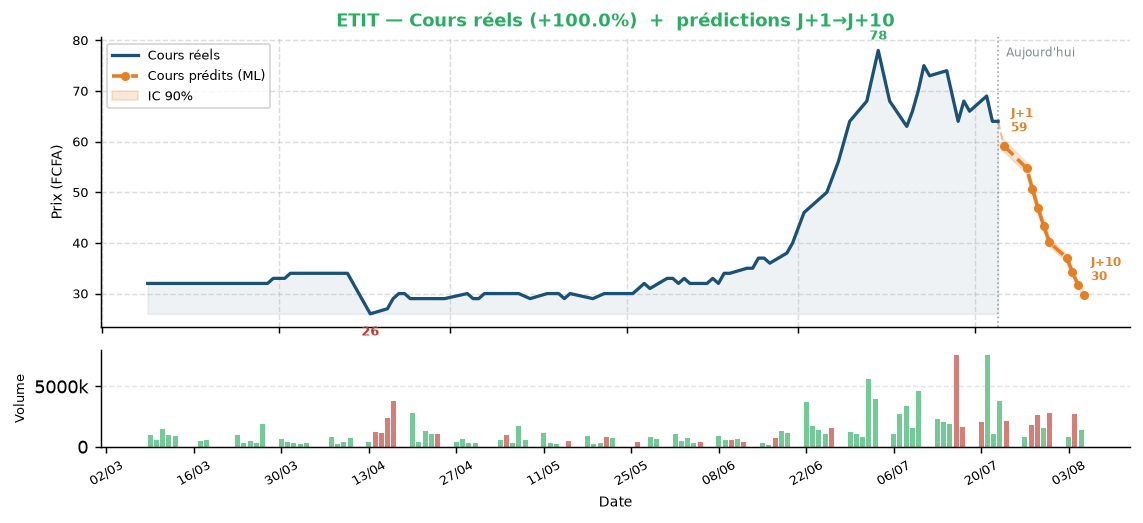 ETIT — Cours réels (+100.0%)  +  prédictions J+1→J+10
78
80
70
60
50
40
30
Prix (FCFA)
Cours réels
Cours prédits (ML)
IC 90%
Aujourd'hui
J+1
59
J+10
30
26
Volume
5000k
0
02/03
16/03
30/03
13/04
27/04
11/05
25/05
08/06
22/06
06/07
20/07
03/08
Date